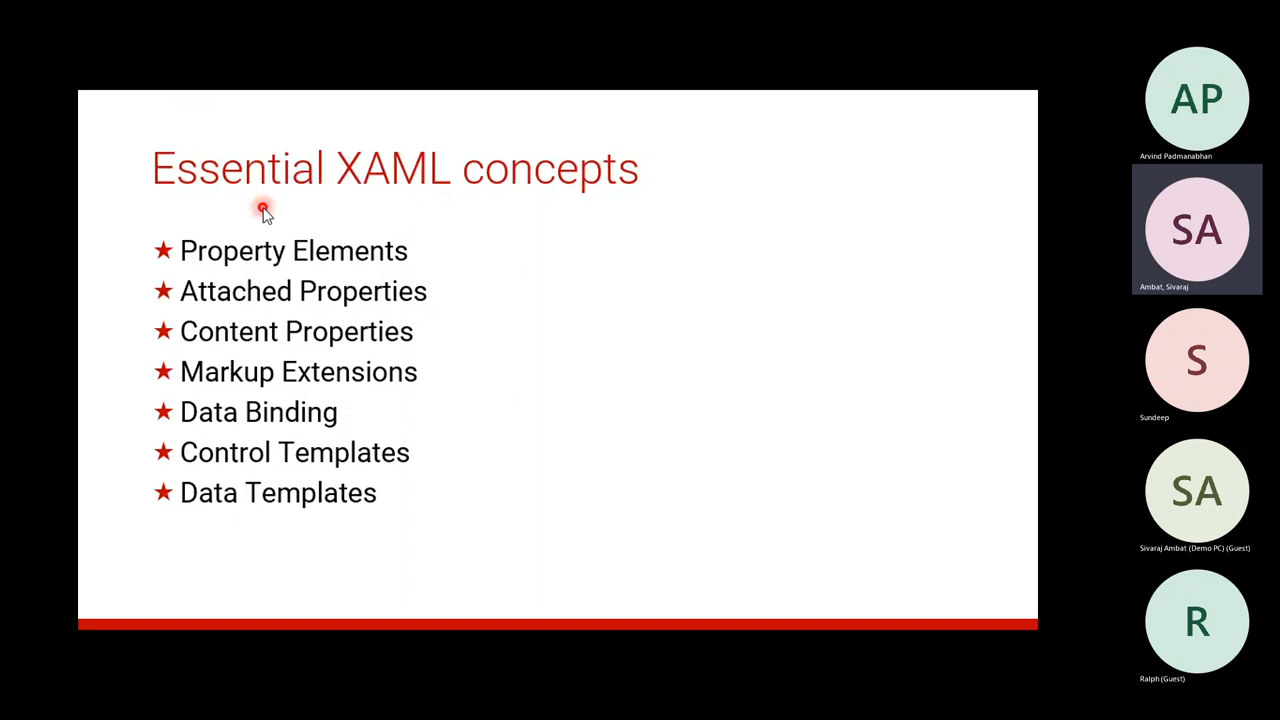 Essential XAML concepts
Property Elements
Attached Properties
Content Properties
Markup Extensions
Data Binding
Control Templates
Data Templates
AP
Arvind Padmanabhan
SA
Ambat, Sivaraj
S
Sundeep
SA
Sivaraj Ambat (Demo PC) (Guest)
R
Ralph (Guest)